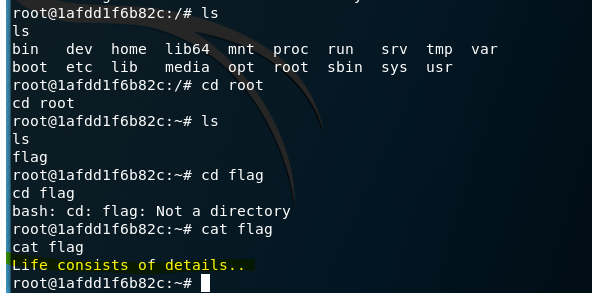 root@1afdd1f6b82c:/# ls
ls
bin   dev  home  lib64  mnt  proc  run   srv  tmp  var
boot  etc  lib   media  opt  root  sbin  sys  usr
root@1afdd1f6b82c:/# cd root
cd root
root@1afdd1f6b82c:~# ls
ls
flag
root@1afdd1f6b82c:~# cd flag
cd flag
bash: cd: flag: Not a directory
root@1afdd1f6b82c:~# cat flag
cat flag
Life consists of details..
root@1afdd1f6b82c:~#